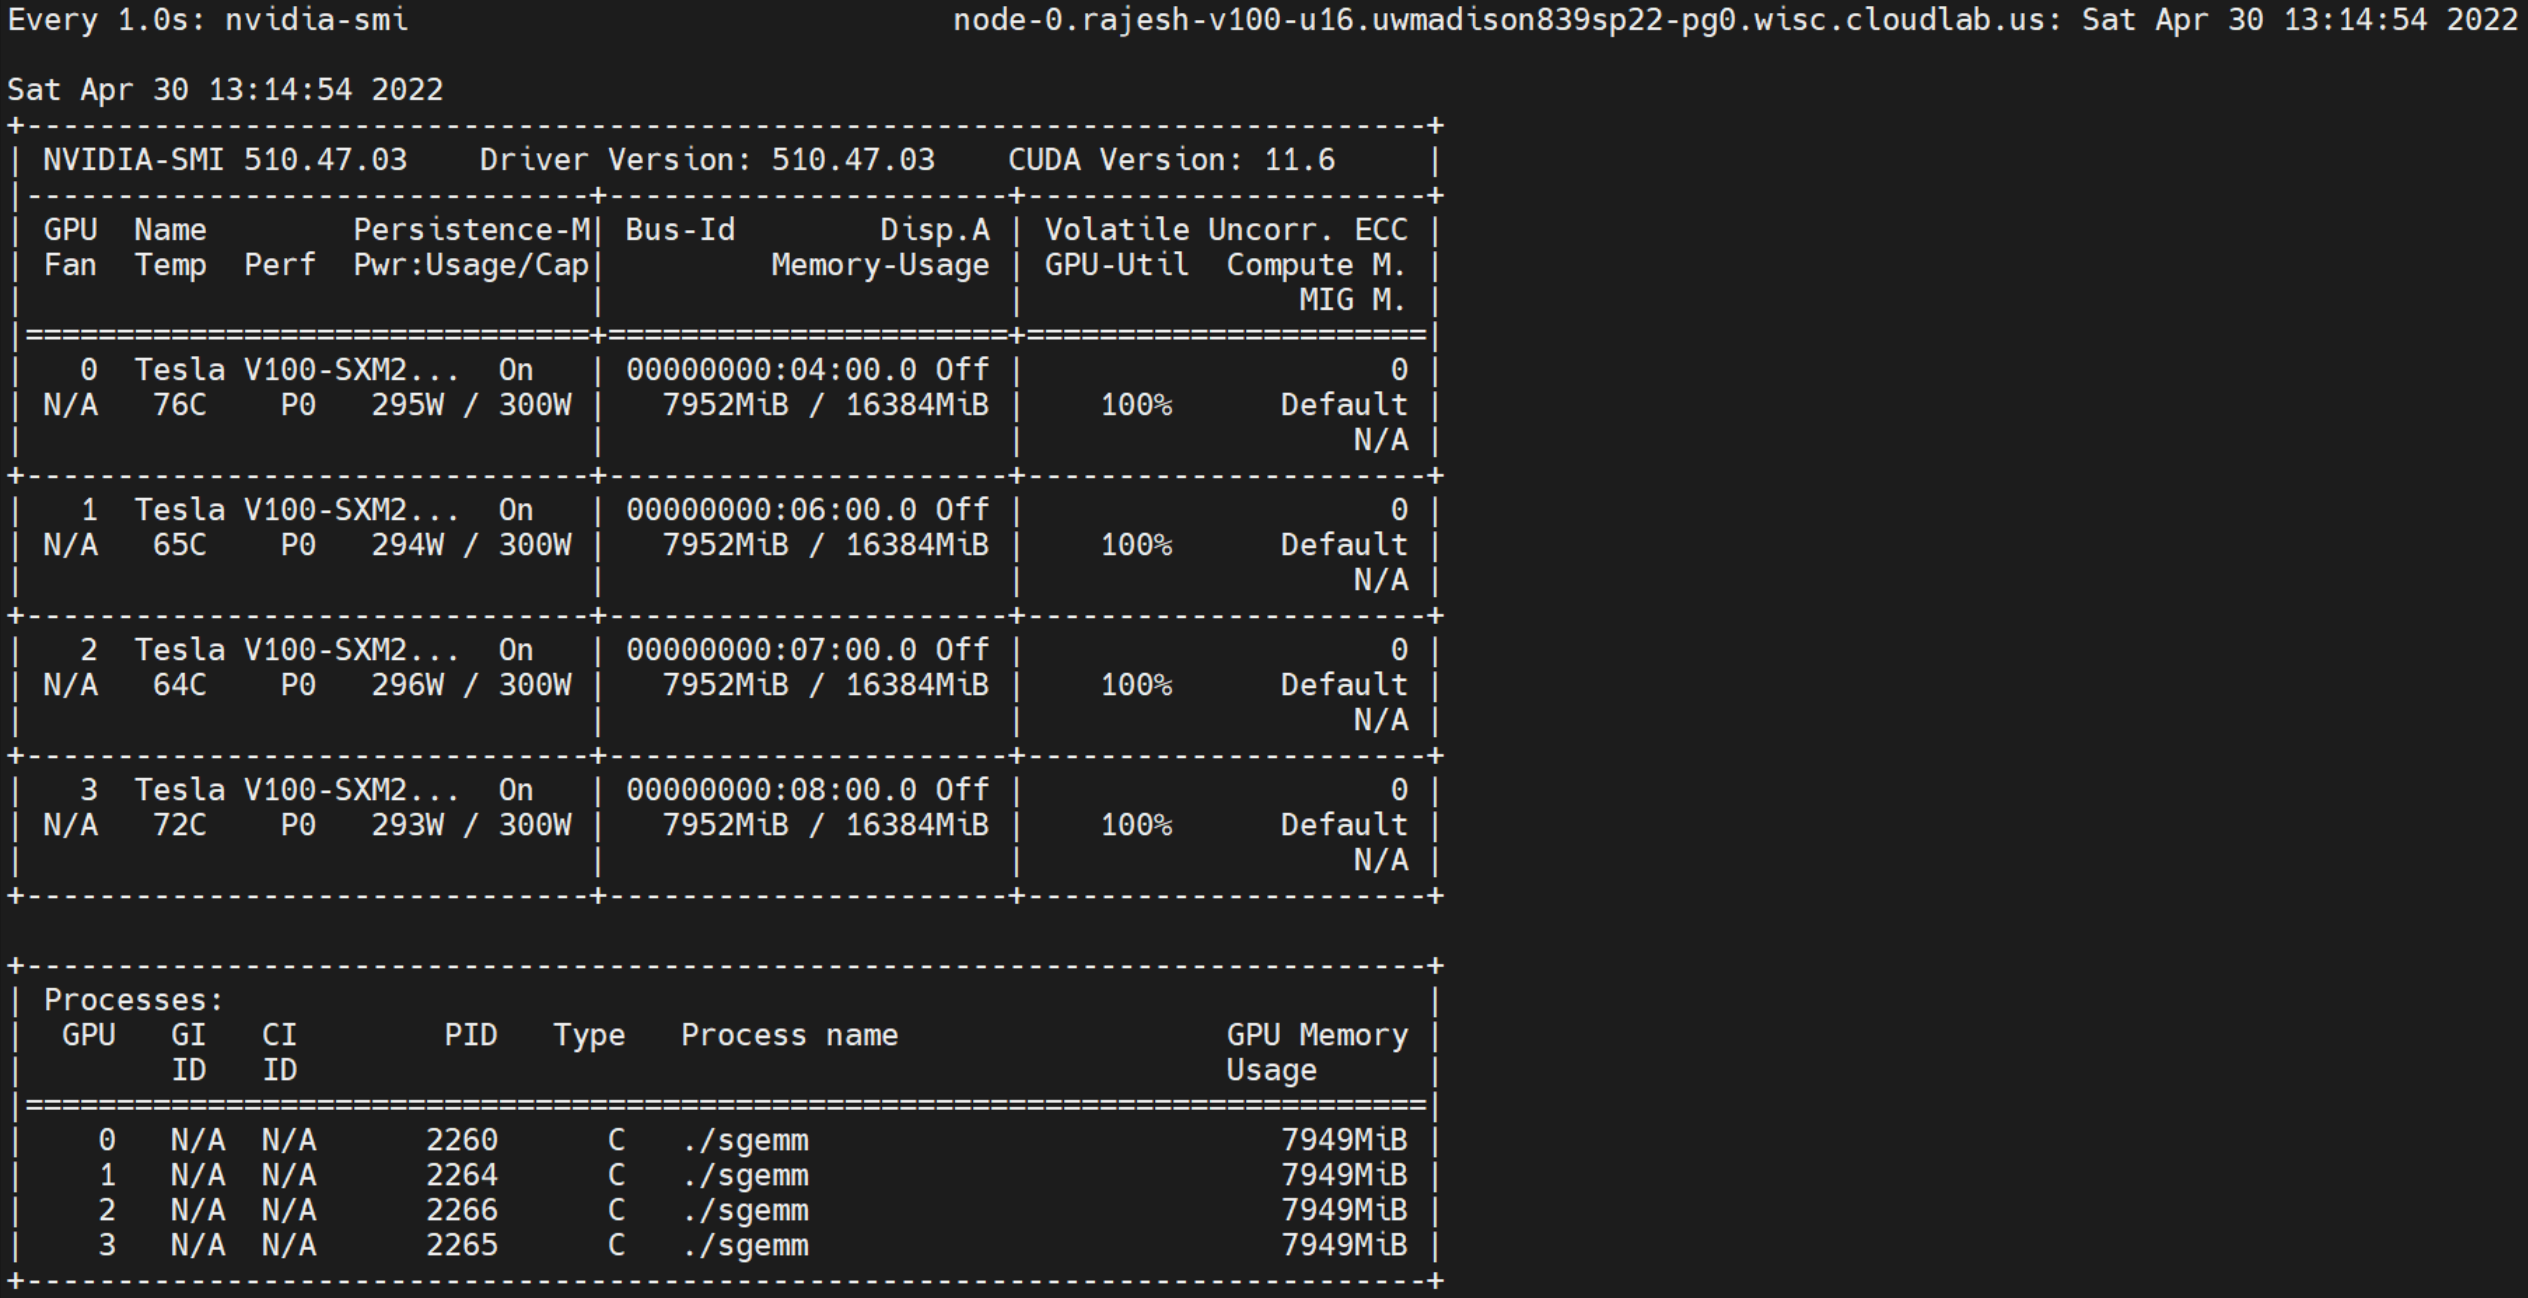 Every 1.0s: nvidia-smi                              node-0.rajesh-v100-u16.uwmadison839sp22-pg0.wisc.cloudlab.us: Sat Apr 30 13:14:54 2022

Sat Apr 30 13:14:54 2022
+-----------------------------------------------------------------------------+
| NVIDIA-SMI 510.47.03    Driver Version: 510.47.03    CUDA Version: 11.6     |
|-------------------------------+----------------------+----------------------+
| GPU  Name        Persistence-M| Bus-Id        Disp.A | Volatile Uncorr. ECC |
| Fan  Temp  Perf  Pwr:Usage/Cap|         Memory-Usage | GPU-Util  Compute M. |
|                               |                      |               MIG M. |
|===============================+======================+======================|
|   0  Tesla V100-SXM2...  On   | 00000000:04:00.0 Off |                    0 |
| N/A   76C    P0   295W / 300W |   7952MiB / 16384MiB |    100%      Default |
|                               |                      |                  N/A |
+-------------------------------+----------------------+----------------------+
|   1  Tesla V100-SXM2...  On   | 00000000:06:00.0 Off |                    0 |
| N/A   65C    P0   294W / 300W |   7952MiB / 16384MiB |    100%      Default |
|                               |                      |                  N/A |
+-------------------------------+----------------------+----------------------+
|   2  Tesla V100-SXM2...  On   | 00000000:07:00.0 Off |                    0 |
| N/A   64C    P0   296W / 300W |   7952MiB / 16384MiB |    100%      Default |
|                               |                      |                  N/A |
+-------------------------------+----------------------+----------------------+
|   3  Tesla V100-SXM2...  On   | 00000000:08:00.0 Off |                    0 |
| N/A   72C    P0   293W / 300W |   7952MiB / 16384MiB |    100%      Default |
|                               |                      |                  N/A |
+-------------------------------+----------------------+----------------------+

+-----------------------------------------------------------------------------+
| Processes:                                                                  |
|  GPU   GI   CI        PID   Type   Process name                  GPU Memory |
|        ID   ID                                                   Usage      |
|=============================================================================|
|    0   N/A  N/A      2260      C   ./sgemm                          7949MiB |
|    1   N/A  N/A      2264      C   ./sgemm                          7949MiB |
|    2   N/A  N/A      2266      C   ./sgemm                          7949MiB |
|    3   N/A  N/A      2265      C   ./sgemm                          7949MiB |
+-----------------------------------------------------------------------------+